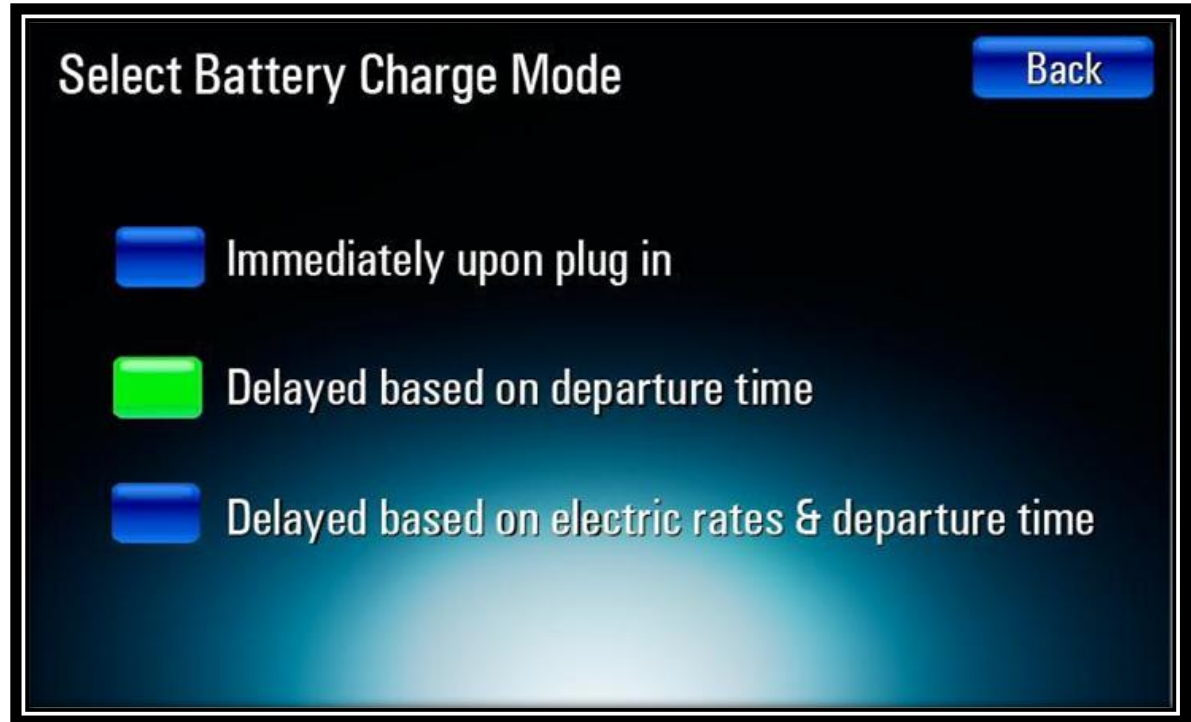 Select Battery Charge Mode
Back
Immediately upon plug in
Delayed based on departure time
Delayed based on electric rates & departure time